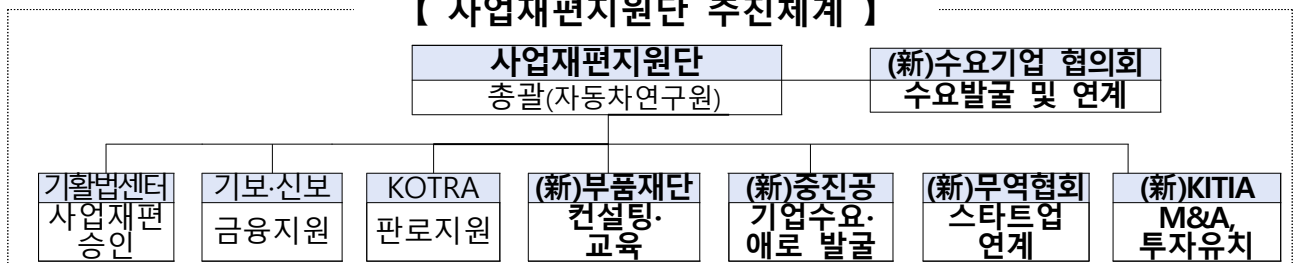 【 사업재편지원단 추진체계 】
사업재편지원단
총괄(자동차연구원)
(新)수요기업 협의회
수요발굴 및 연계
기활법센터
사업재편
승인
기보·신보
금융지원
KOTRA
판로지원
(新)부품재단
컨설팅·
교육
(新)중진공
기업수요·
애로 발굴
(新)무역협회
스타트업
연계
(新)KITIA
M&A,
투자유치